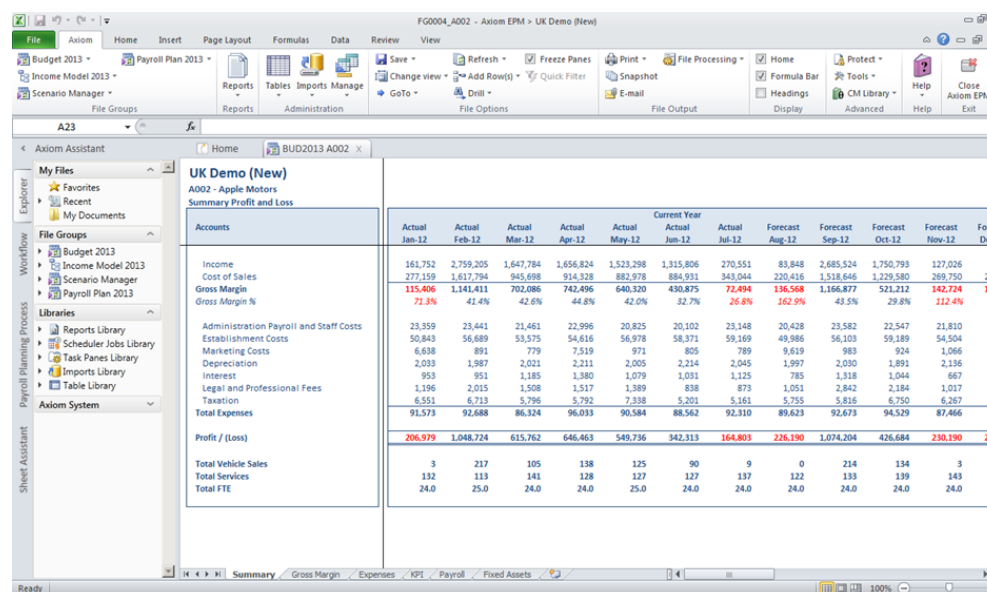 FG0004_A002 - Axiom EPM > UK Demo (New)
File Axiom Home Insert Page Layout Formulas Data Review View
Budget 2013 Payroll Plan 2013
Income Model 2013
Scenario Manager
File Groups
Reports
Reports
Tables Imports Manage
Administration
Save Refresh Freeze Panes
Change view Add Row(s) Quick Filter
GoTo Drill
File Options
Print File Processing
Snapshot
E-mail
File Output
Home
Formula Bar
Headings
Display
Protect
Tools
CM Library
Advanced
Help
Help
Close
Axiom EPM
Exit
A23 fx
Axiom Assistant Home BUD2013 A002
Explorer
Workflow
Payroll Planning Process
Sheet Assistant
My Files
Favorites
Recent
My Documents
File Groups
Budget 2013
Income Model 2013
Scenario Manager
Payroll Plan 2013
Libraries
Reports Library
Scheduler Jobs Library
Task Panes Library
Imports Library
Table Library
Axiom System
UK Demo (New)
A002 - Apple Motors
Summary Profit and Loss
Current Year
Accounts Actual Actual Actual Actual Actual Actual Actual Forecast Forecast Forecast Forecast
Jan-12 Feb-12 Mar-12 Apr-12 May-12 Jun-12 Jul-12 Aug-12 Sep-12 Oct-12 Nov-12
Income 161,752 2,759,205 1,647,784 1,656,824 1,523,298 1,315,806 270,551 83,848 2,685,524 1,750,793 127,026
Cost of Sales 277,159 1,617,794 945,698 914,328 882,978 884,931 343,044 220,416 1,518,646 1,229,580 269,750
Gross Margin 115,406 1,141,411 702,086 742,496 640,320 430,875 72,494 136,568 1,166,877 521,212 142,724
Gross Margin % 71.3% 41.4% 42.6% 44.8% 42.0% 32.7% 26.8% 162.9% 43.5% 29.8% 112.4%
Administration Payroll and Staff Costs 23,359 23,441 21,461 22,996 20,825 20,102 23,148 20,428 23,582 22,547 21,810
Establishment Costs 50,843 56,689 53,575 54,616 56,978 58,371 59,169 49,986 56,103 59,189 54,504
Marketing Costs 6,638 891 779 7,519 971 805 789 9,619 983 924 1,066
Depreciation 2,033 1,987 2,021 2,211 2,005 2,214 2,045 1,997 2,030 1,891 2,136
Interest 953 951 1,185 1,380 1,079 1,031 1,125 785 1,318 1,044 667
Legal and Professional Fees 1,196 2,015 1,508 1,517 1,389 838 873 1,051 2,842 2,184 1,017
Taxation 6,551 6,713 5,796 5,792 7,338 5,201 5,161 5,755 5,816 6,750 6,267
Total Expenses 91,573 92,688 86,324 96,033 90,584 88,562 92,310 89,623 92,673 94,529 87,466
Profit / (Loss) 206,979 1,048,724 615,762 646,463 549,736 342,313 164,803 226,190 1,074,204 426,684 230,190
Total Vehicle Sales 3 217 105 138 125 90 9 0 214 134 3
Total Services 132 113 141 128 127 127 137 122 133 139 143
Total FTE 24.0 25.0 24.0 24.0 25.0 24.0 24.0 24.0 24.0 24.0 24.0
Summary Gross Margin Expenses KPI Payroll Fixed Assets
Ready 100%